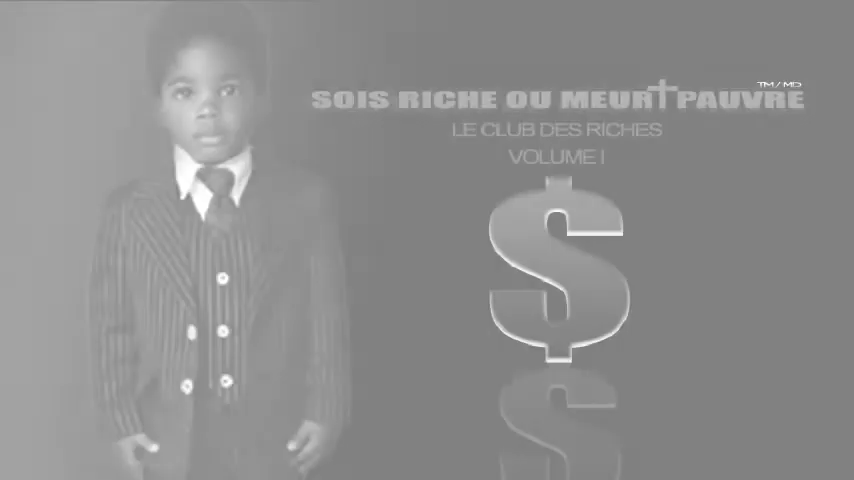 TM / MD
SOIS RICHE OU MEURT PAUVRE
LE CLUB DES RICHES
VOLUME I
$